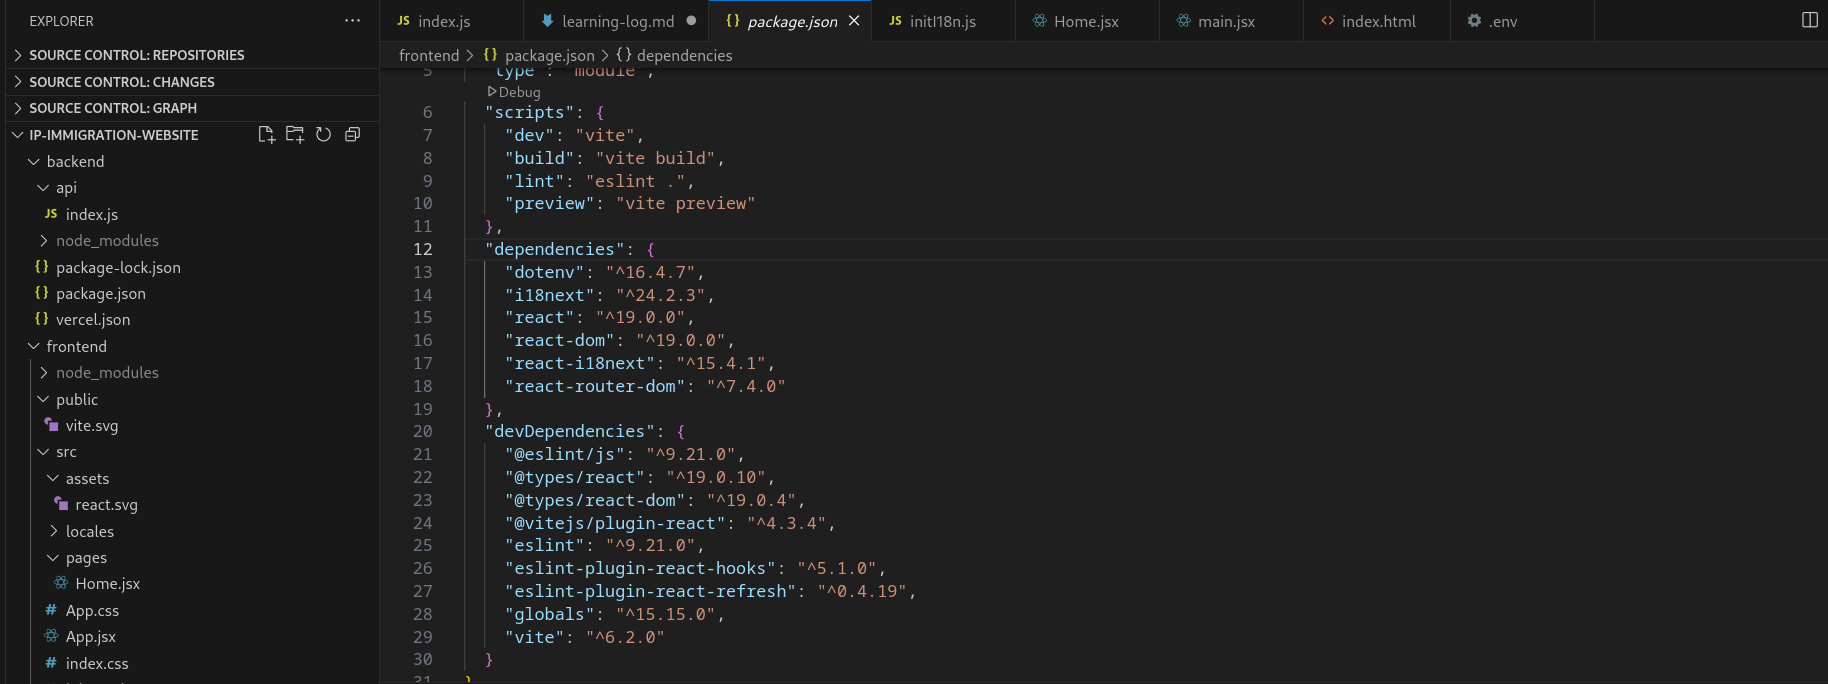 EXPLORER
SOURCE CONTROL: REPOSITORIES
SOURCE CONTROL: CHANGES
SOURCE CONTROL: GRAPH
IP-IMMIGRATION-WEBSITE
backend
api
JS index.js
node_modules
{} package-lock.json
{} package.json
{} vercel.json
frontend
node_modules
public
vite.svg
src
assets
react.svg
locales
pages
Home.jsx
# App.css
App.jsx
# index.css
JS index.js
learning-log.md
{} package.json
JS initI18n.js
Home.jsx
main.jsx
<> index.html
.env
frontend > {} package.json > {} dependencies
5 "type": "module",
Debug
6 "scripts": {
7 "dev": "vite",
8 "build": "vite build",
9 "lint": "eslint .",
10 "preview": "vite preview"
11 },
12 "dependencies": {
13 "dotenv": "^16.4.7",
14 "i18next": "^24.2.3",
15 "react": "^19.0.0",
16 "react-dom": "^19.0.0",
17 "react-i18next": "^15.4.1",
18 "react-router-dom": "^7.4.0"
19 },
20 "devDependencies": {
21 "@eslint/js": "^9.21.0",
22 "@types/react": "^19.0.10",
23 "@types/react-dom": "^19.0.4",
24 "@vitejs/plugin-react": "^4.3.4",
25 "eslint": "^9.21.0",
26 "eslint-plugin-react-hooks": "^5.1.0",
27 "eslint-plugin-react-refresh": "^0.4.19",
28 "globals": "^15.15.0",
29 "vite": "^6.2.0"
30 }
31 }